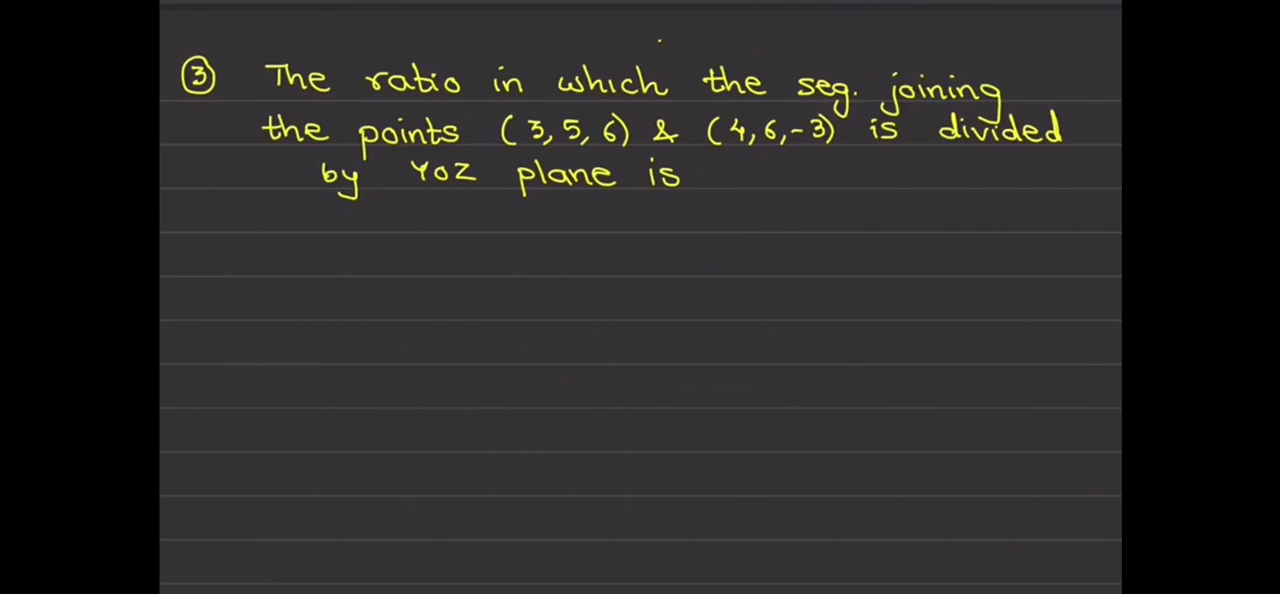 ③ The ratio in which the seg. joining
the points (3, 5, 6) & (4, 6, -3) is divided
by YOZ plane is